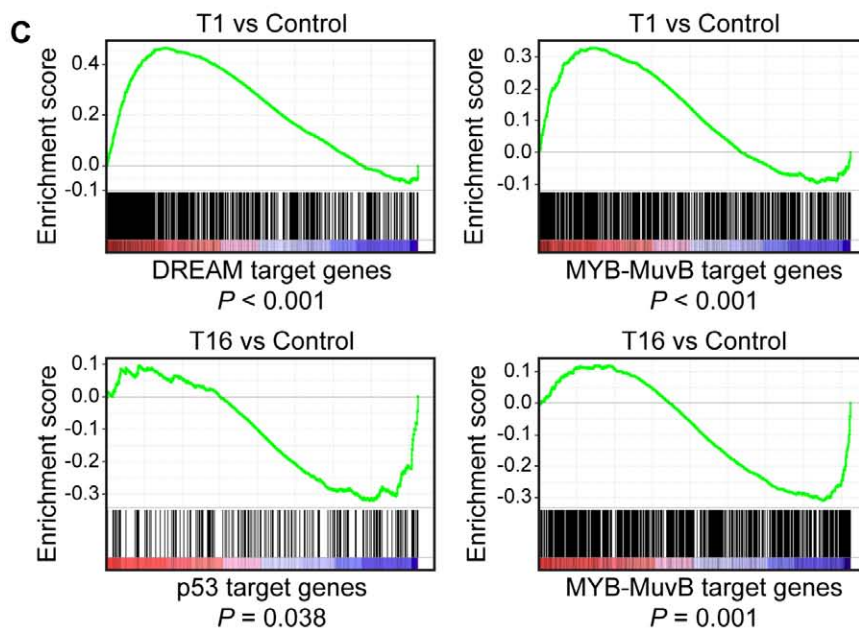 C
T1 vs Control
Enrichment score
0.4
0.2
0.0
-0.1
DREAM target genes
P < 0.001
T1 vs Control
Enrichment score
0.3
0.2
0.1
0.0
-0.1
MYB-MuvB target genes
P < 0.001
T16 vs Control
Enrichment score
0.1
0.0
-0.1
-0.2
-0.3
p53 target genes
P = 0.038
T16 vs Control
Enrichment score
0.1
0.0
-0.1
-0.2
-0.3
MYB-MuvB target genes
P = 0.001